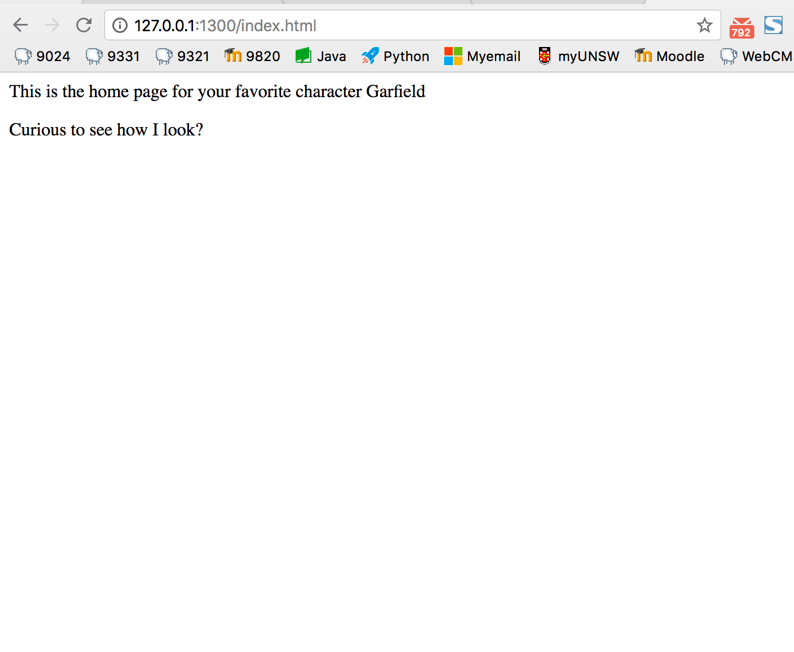 127.0.0.1:1300/index.html
792
9024 9331 9321 9820 Java Python Myemail myUNSW Moodle WebCM
This is the home page for your favorite character Garfield
Curious to see how I look?